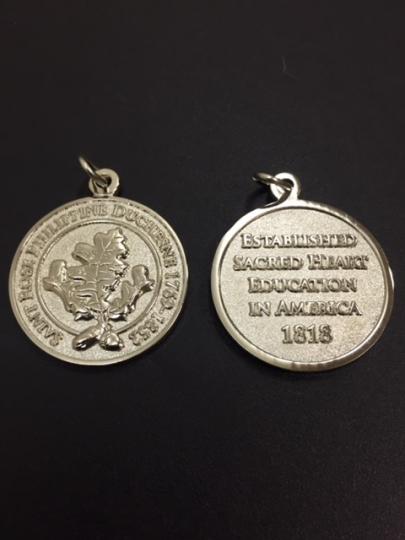 SAINT ROSE PHILIPPINE DUCHESNE 1769-1852
ESTABLISHED
SACRED HEART
EDUCATION
IN AMERICA
1818